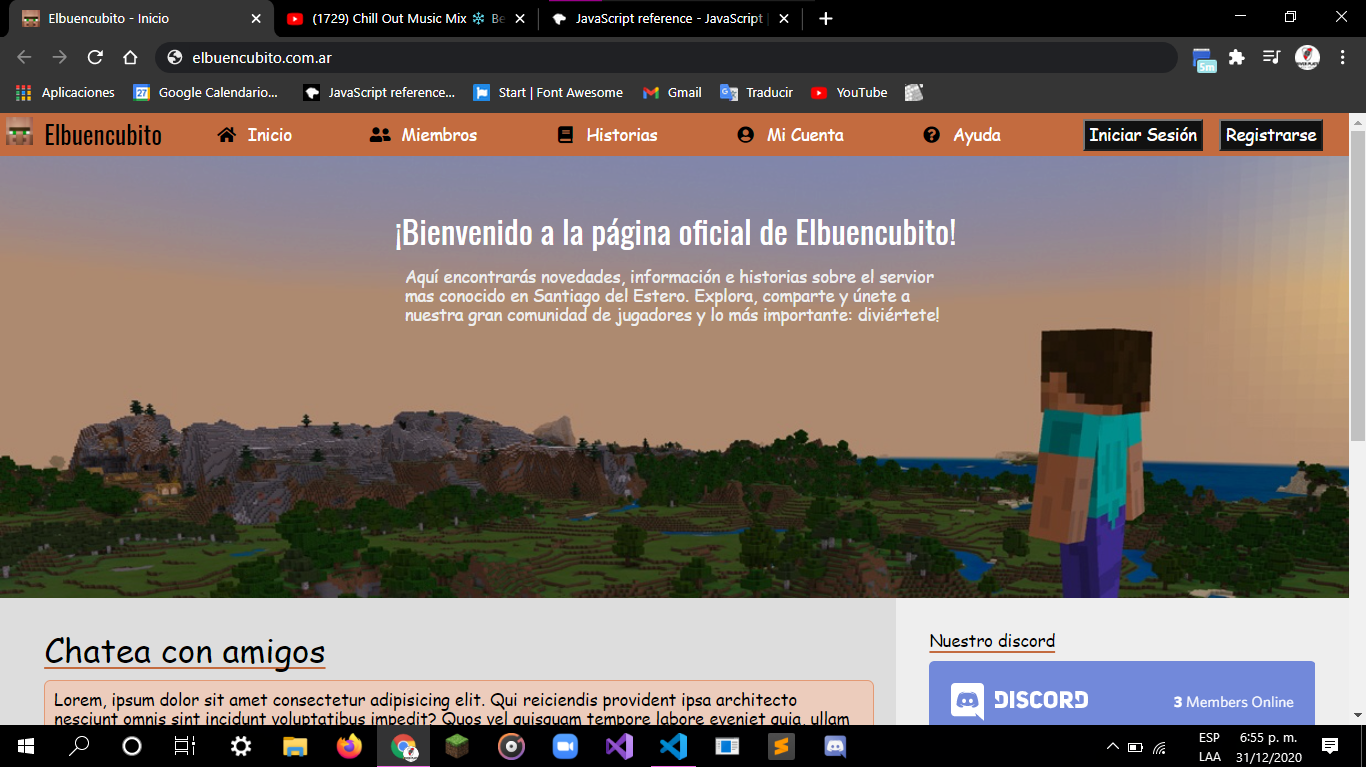 Elbuencubito - Inicio
(1729) Chill Out Music Mix ❄ Be
JavaScript reference - JavaScript
elbuencubito.com.ar
5m
Aplicaciones
27
Google Calendario...
JavaScript reference...
Start | Font Awesome
Gmail
Traducir
YouTube
Elbuencubito
Inicio
Miembros
Historias
Mi Cuenta
Ayuda
Iniciar Sesión
Registrarse
¡Bienvenido a la página oficial de Elbuencubito!
Aquí encontrarás novedades, información e historias sobre el servior
mas conocido en Santiago del Estero. Explora, comparte y únete a
nuestra gran comunidad de jugadores y lo más importante: diviértete!
Chatea con amigos
Lorem, ipsum dolor sit amet consectetur adipisicing elit. Qui reiciendis provident ipsa architecto
nesciunt omnis sint incidunt voluptatibus impedit? Quos vel quisquam tempore labore eveniet quia, ullam
Nuestro discord
DISCORD
3 Members Online
ESP
LAA
6:55 p. m.
31/12/2020